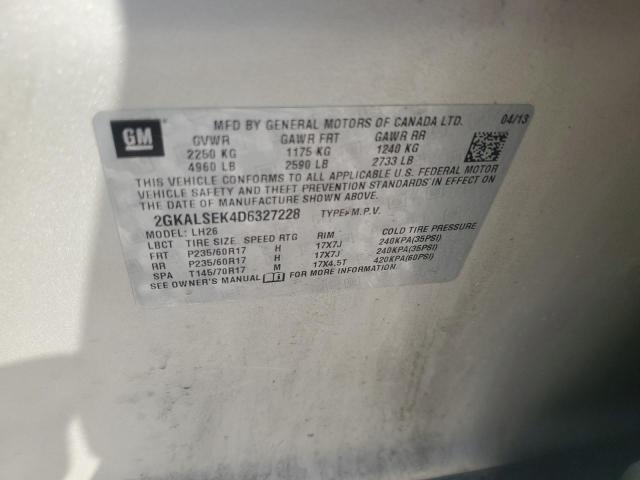 GM
MFD BY GENERAL MOTORS OF CANADA LTD. 04/13
GVWR GAWR FRT GAWR RR
2250 KG 1175 KG 1240 KG
4960 LB 2590 LB 2733 LB
THIS VEHICLE CONFORMS TO ALL APPLICABLE U.S. FEDERAL MOTOR
VEHICLE SAFETY AND THEFT PREVENTION STANDARDS IN EFFECT ON
THE DATE OF MANUFACTURE SHOWN ABOVE.
2GKALSEK4D6327228 TYPE: M.P.V.
MODEL: LH26
LBCT TIRE SIZE SPEED RTG RIM COLD TIRE PRESSURE
FRT P235/60R17 H 17X7J 240KPA(35PSI)
RR P235/60R17 H 17X7J 240KPA(35PSI)
SPA T145/70R17 M 17X4.5T 420KPA(60PSI)
SEE OWNER'S MANUAL FOR MORE INFORMATION